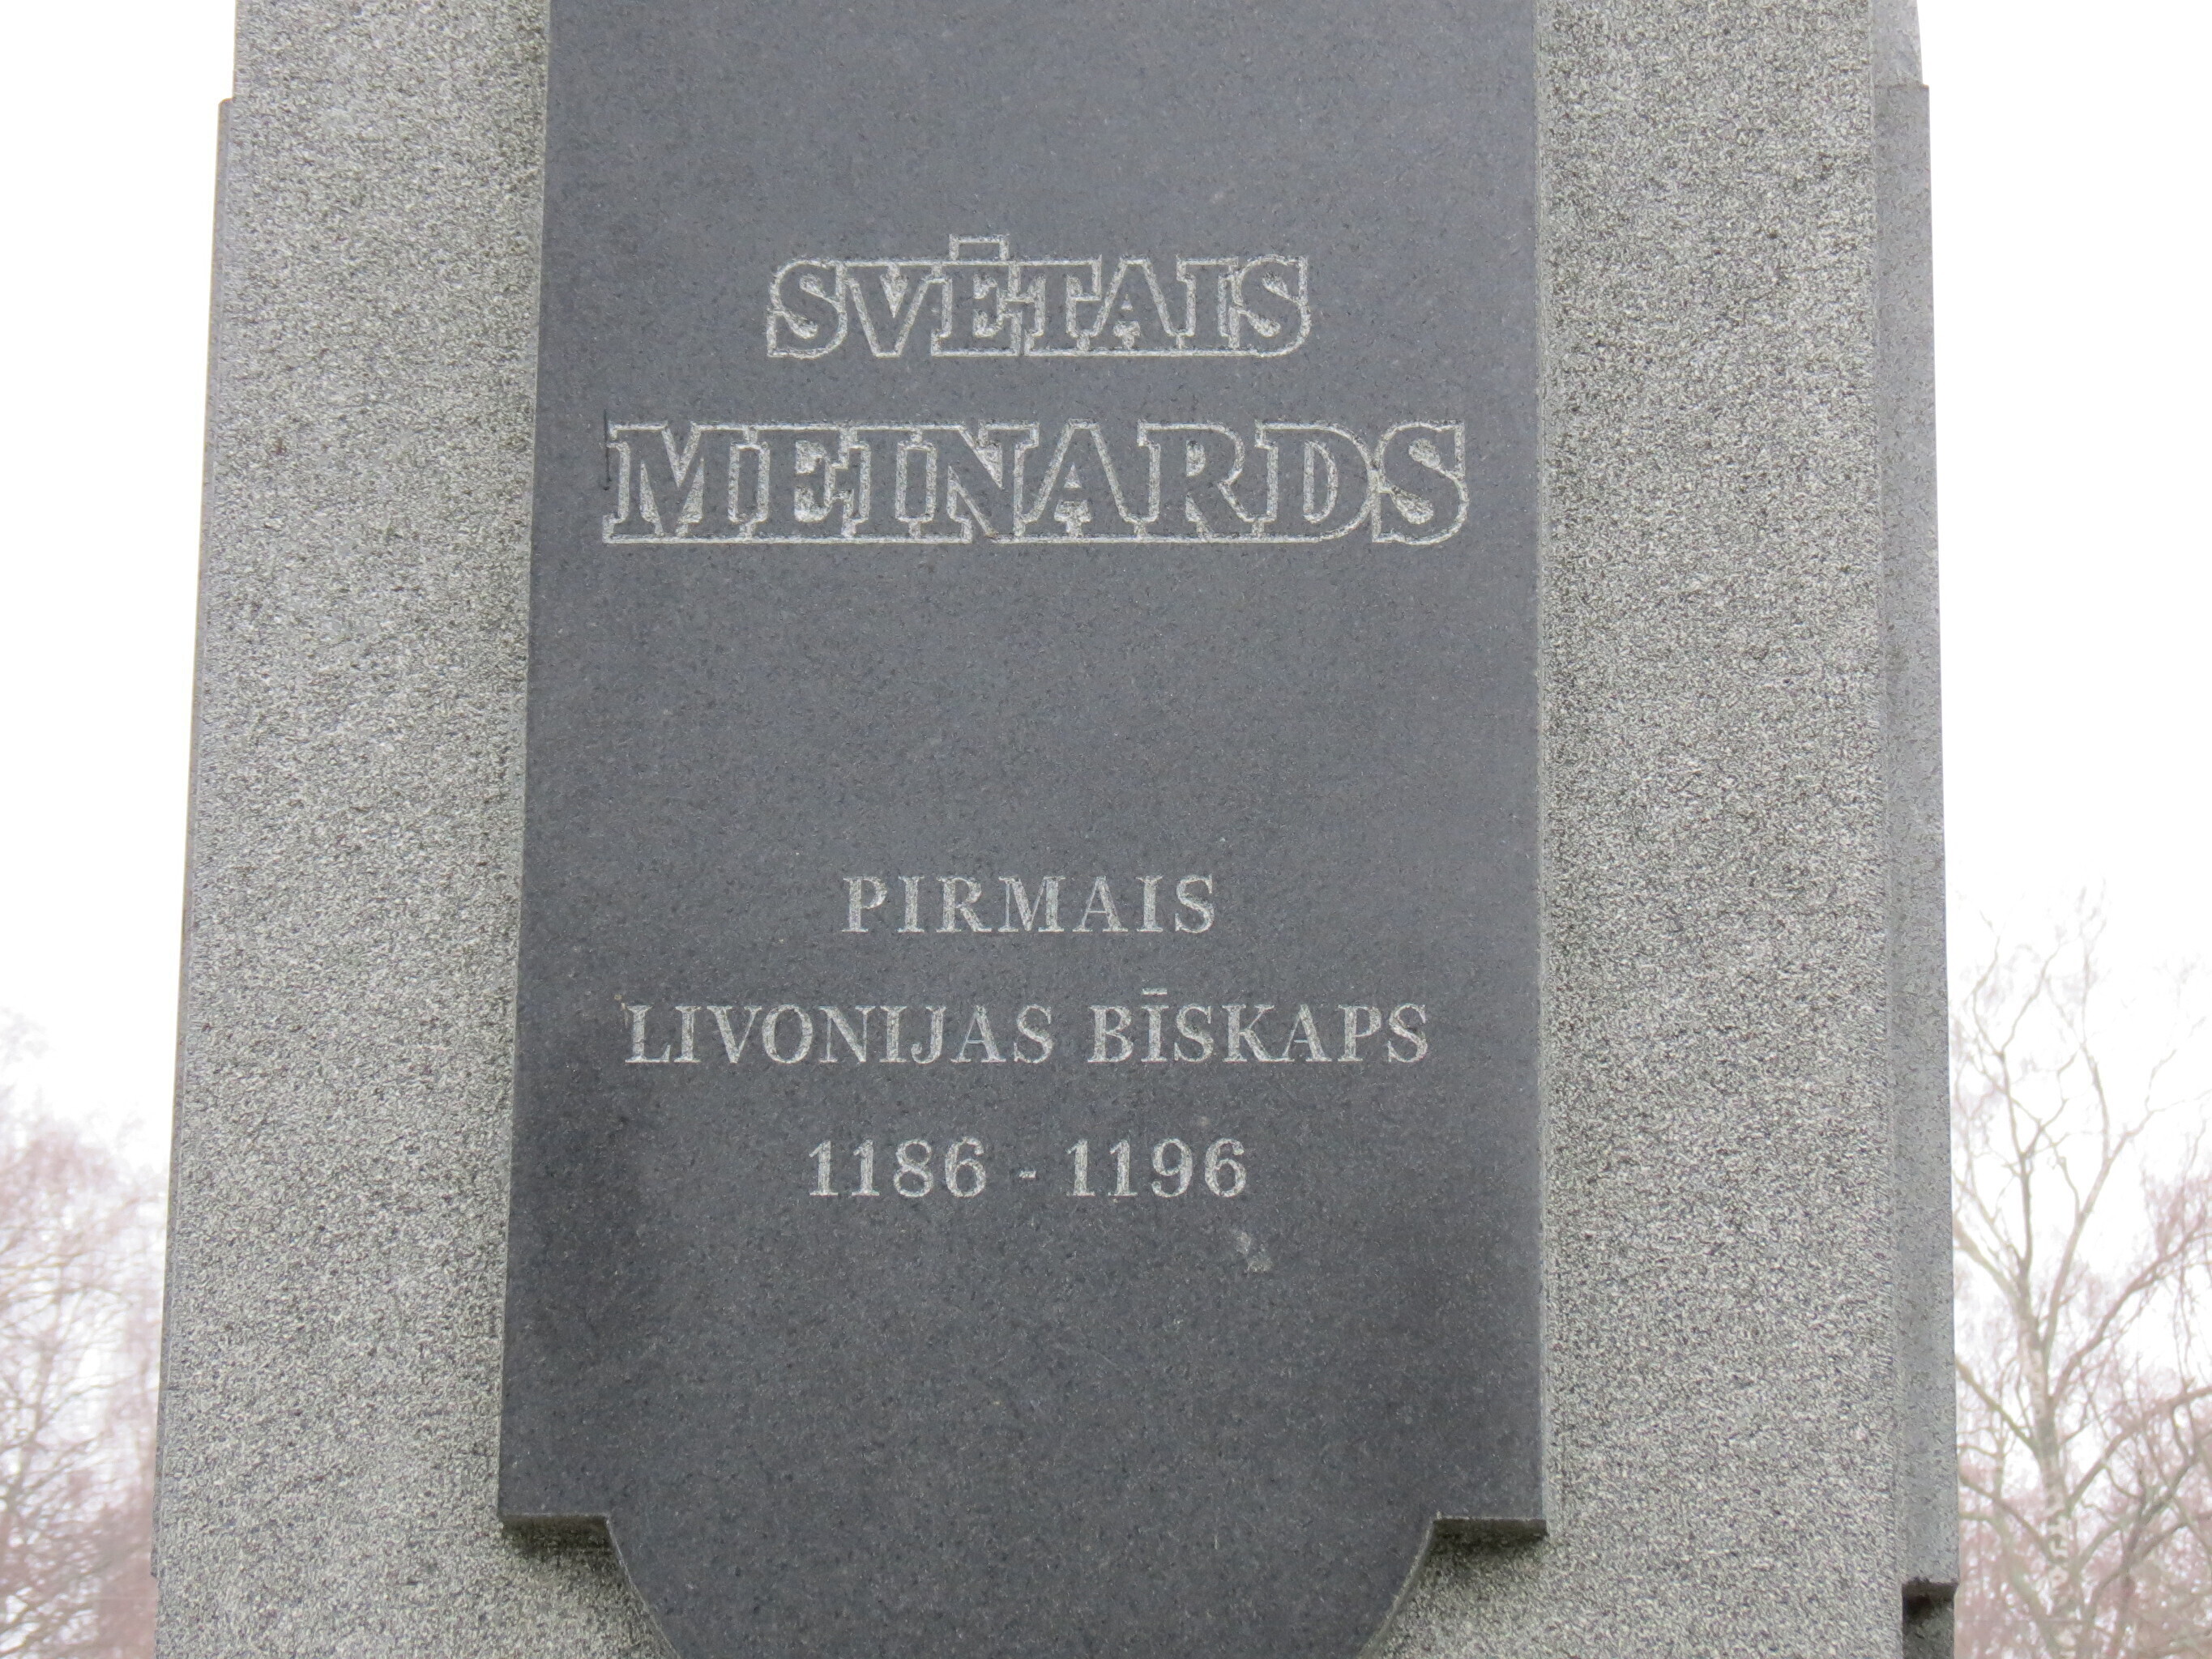 SVĒTAIS
MEINARDS
PIRMAIS
LIVONIJAS BĪSKAPS
1186 - 1196